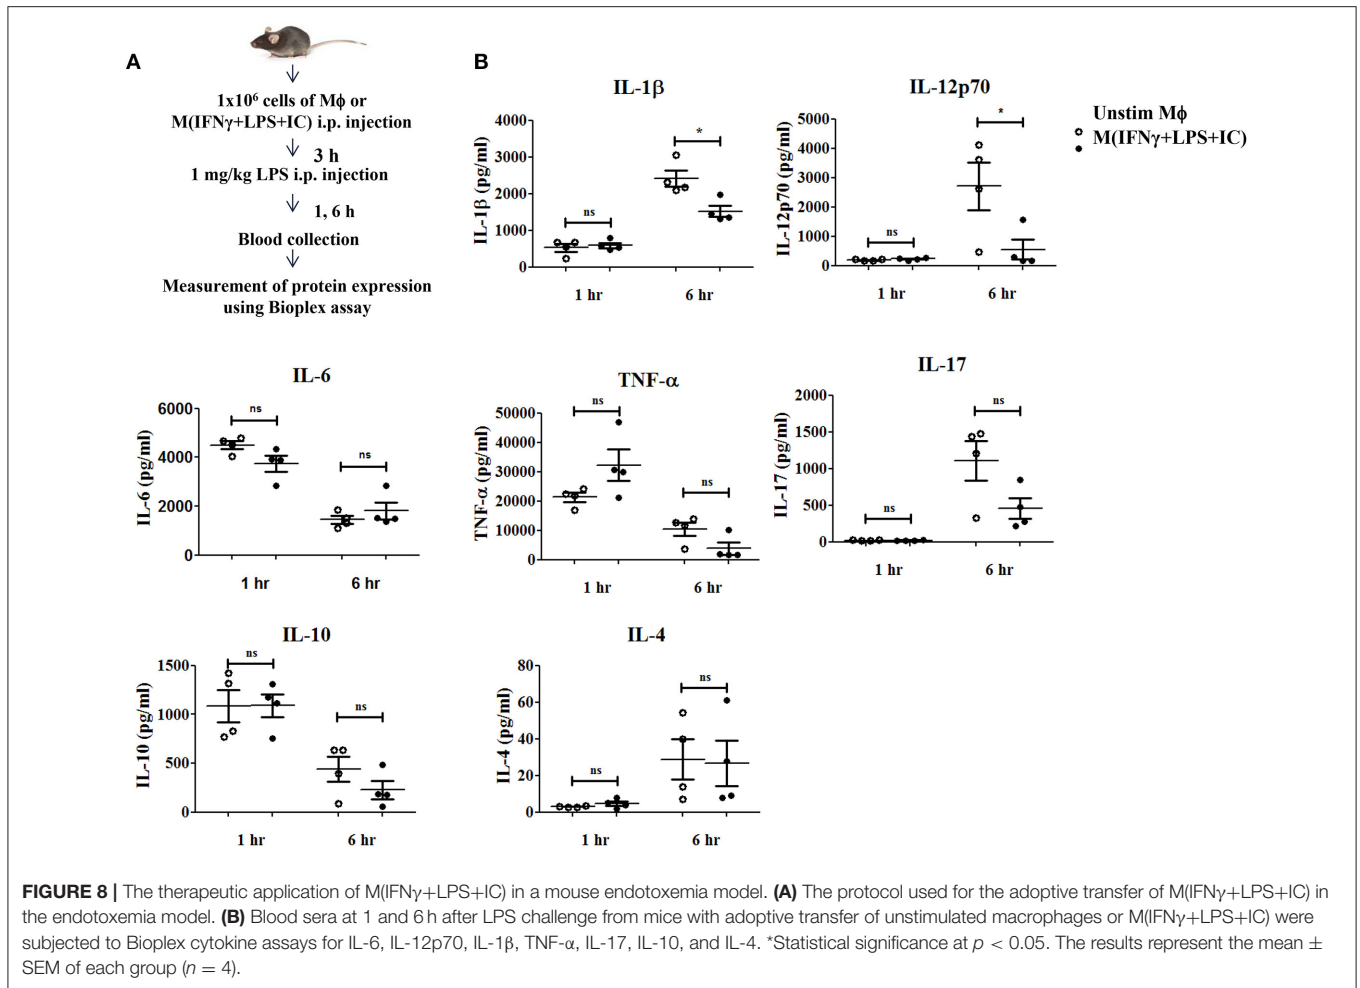 A
1x10⁶ cells of Mϕ or
M(IFNγ+LPS+IC) i.p. injection
3 h
1 mg/kg LPS i.p. injection
1, 6 h
Blood collection
Measurement of protein expression
using Bioplex assay
B
IL-1β
IL-1β (pg/ml)
4000
3000
2000
1000
0
ns
*
1 hr
6 hr
IL-12p70
IL-12p70 (pg/ml)
5000
4000
3000
2000
1000
0
ns
*
1 hr
6 hr
Unstim Mϕ
M(IFNγ+LPS+IC)
IL-6
IL-6 (pg/ml)
6000
4000
2000
0
ns
ns
1 hr
6 hr
TNF-α
TNF-α (pg/ml)
50000
40000
30000
20000
10000
0
ns
ns
1 hr
6 hr
IL-17
IL-17 (pg/ml)
2000
1500
1000
500
0
ns
ns
1 hr
6 hr
IL-10
IL-10 (pg/ml)
1500
1000
500
0
ns
ns
1 hr
6 hr
IL-4
IL-4 (pg/ml)
80
60
40
20
0
ns
ns
1 hr
6 hr
FIGURE 8 | The therapeutic application of M(IFNγ+LPS+IC) in a mouse endotoxemia model. (A) The protocol used for the adoptive transfer of M(IFNγ+LPS+IC) in
the endotoxemia model. (B) Blood sera at 1 and 6 h after LPS challenge from mice with adoptive transfer of unstimulated macrophages or M(IFNγ+LPS+IC) were
subjected to Bioplex cytokine assays for IL-6, IL-12p70, IL-1β, TNF-α, IL-17, IL-10, and IL-4. *Statistical significance at p < 0.05. The results represent the mean ±
SEM of each group (n = 4).